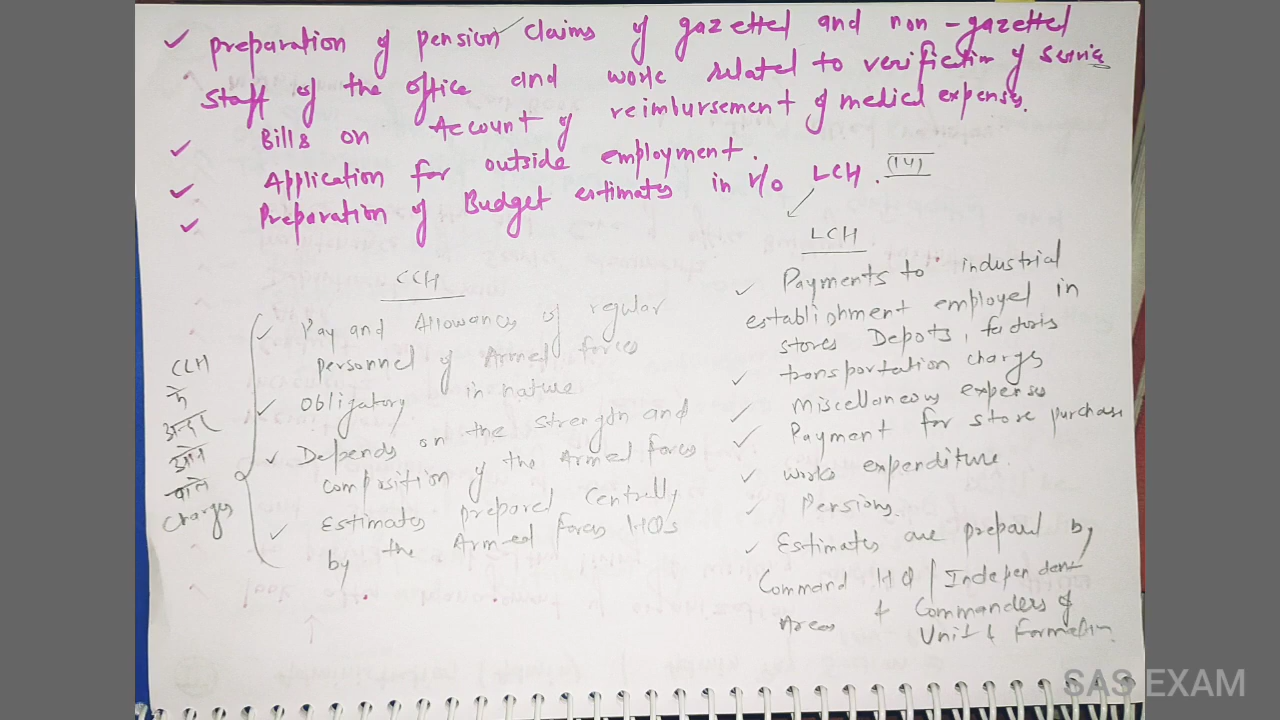 ✓ Preparation of pension claims of gazetted and non-gazetted
staff of the office and work related to verification of service
✓ Bills on Account of reimbursement of medical expenses.
✓ Application for outside employment.
✓ Preparation of Budget estimates in r/o LCH. (14)
CCH
✓ Pay and Allowances of regular
personnel of Armed forces
✓ Obligatory in nature
✓ Depends on the strength and
composition of the Armed forces
✓ Estimates prepared Centrally
by the Armed Forces HQs
CCH
में
अन्दर
आने
वाले
charges
LCH
✓ Payments to industrial
establishment employed in
stores Depots, factories
✓ transportation charges
✓ Miscellaneous expenses
✓ Payment for store purchase
✓ works expenditure.
✓ Pensions
✓ Estimates are prepared by
Command HQ / Independent
Areas & Commanders of
Unit & Formation
SAS EXAM